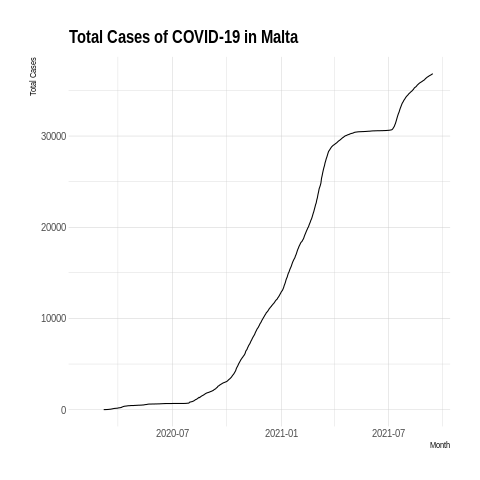 Total Cases of COVID-19 in Malta
Total Cases
30000
20000
10000
0
2020-07 2021-01 2021-07
Month